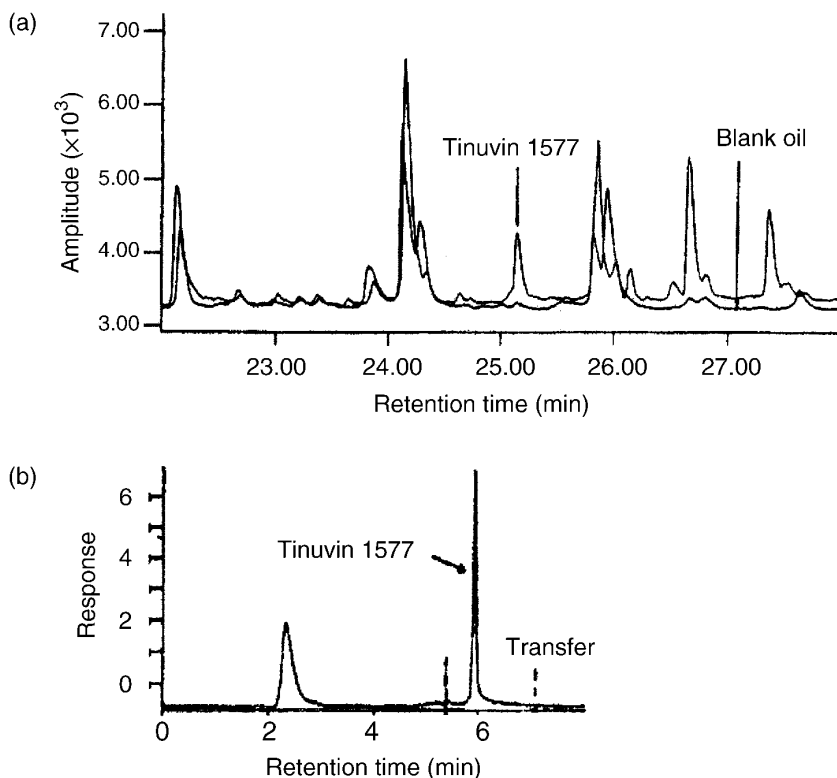 (a)
7.00
6.00
5.00
4.00
3.00
Amplitude (×10³)
Tinuvin 1577
Blank oil
23.00 24.00 25.00 26.00 27.00
Retention time (min)
(b)
6
4
2
0
Response
Tinuvin 1577
Transfer
0 2 4 6
Retention time (min)